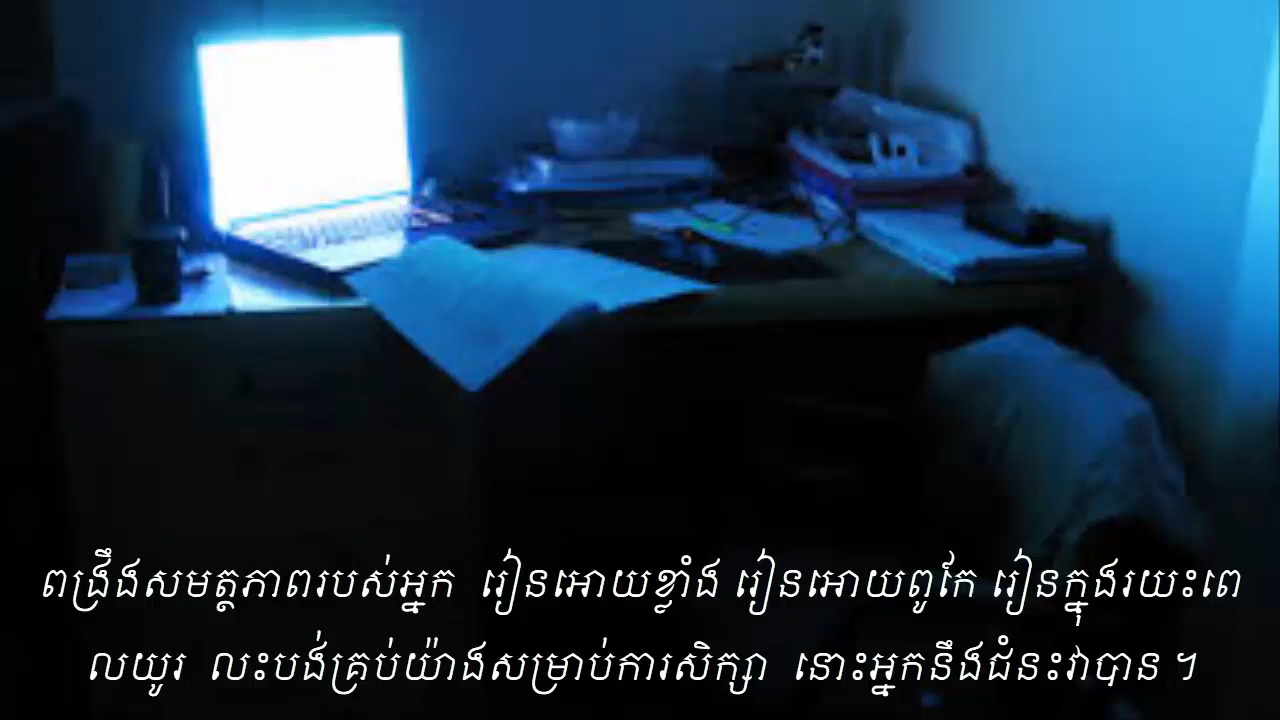 ពង្រឹងសមត្ថភាពរបស់អ្នក រៀនអោយខ្លាំង រៀនអោយពូកែ រៀនក្នុងរយះពេ
លយូរ លះបង់គ្រប់យ៉ាងសម្រាប់ការសិក្សា នោះអ្នកនឹងជំនះវាបាន ។